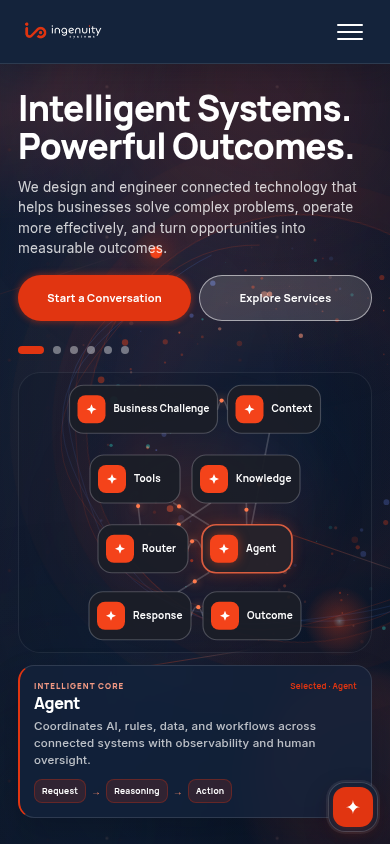 ingenuity
systems
Intelligent Systems.
Powerful Outcomes.
We design and engineer connected technology that
helps businesses solve complex problems, operate
more effectively, and turn opportunities into
measurable outcomes.
Start a Conversation
Explore Services
Business Challenge
Context
Tools
Knowledge
Router
Agent
Response
Outcome
INTELLIGENT CORE
Selected · Agent
Agent
Coordinates AI, rules, data, and workflows across
connected systems with observability and human
oversight.
Request → Reasoning → Action